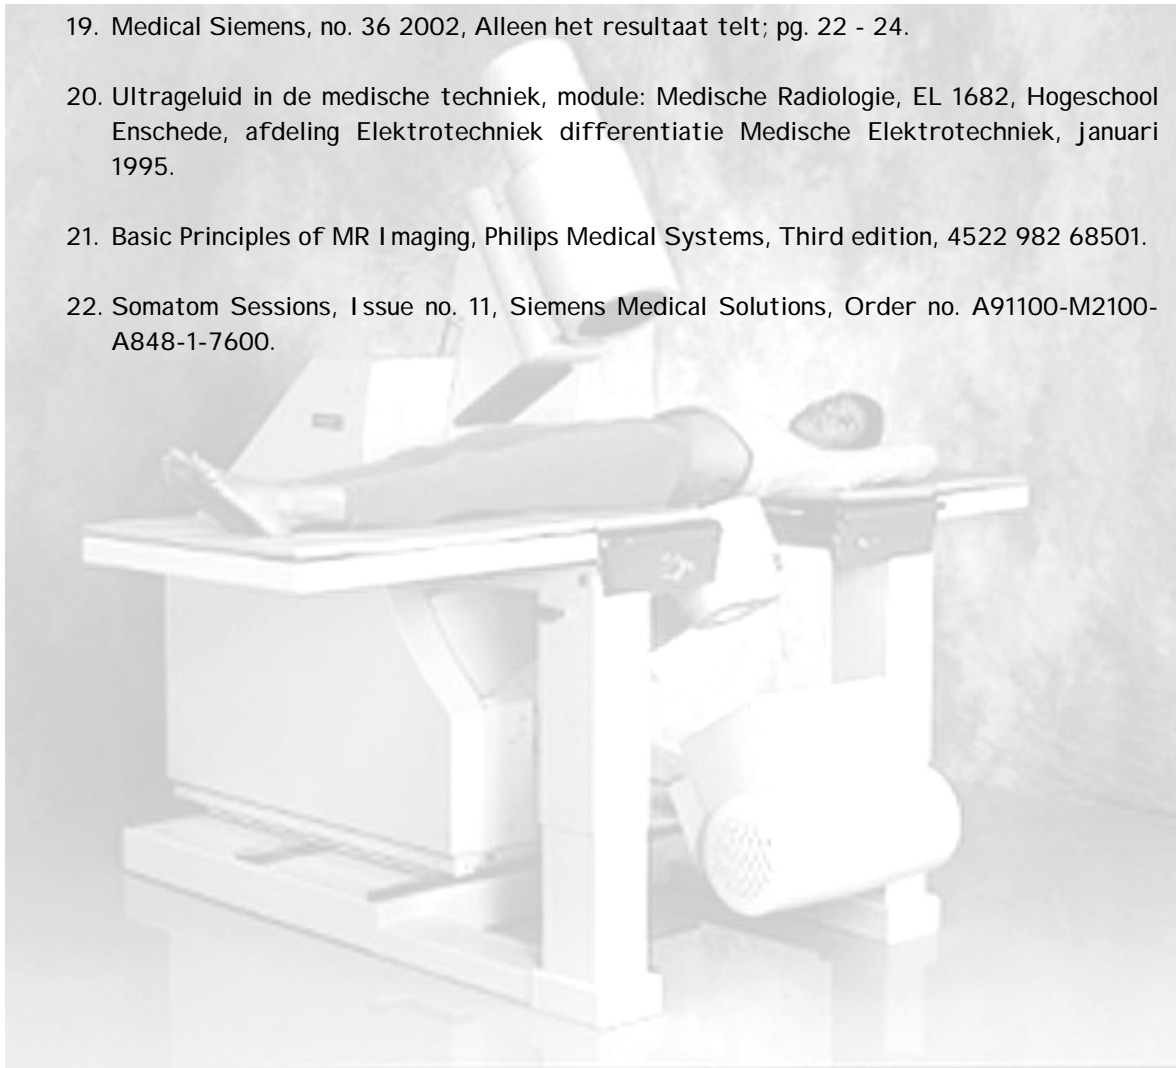 19. Medical Siemens, no. 36 2002, Alleen het resultaat telt; pg. 22 - 24.
20. Ultrageluid in de medische techniek, module: Medische Radiologie, EL 1682, Hogeschool
Enschede, afdeling Elektrotechniek differentiatie Medische Elektrotechniek, januari
1995.
21. Basic Principles of MR Imaging, Philips Medical Systems, Third edition, 4522 982 68501.
22. Somatom Sessions, Issue no. 11, Siemens Medical Solutions, Order no. A91100-M2100-
A848-1-7600.